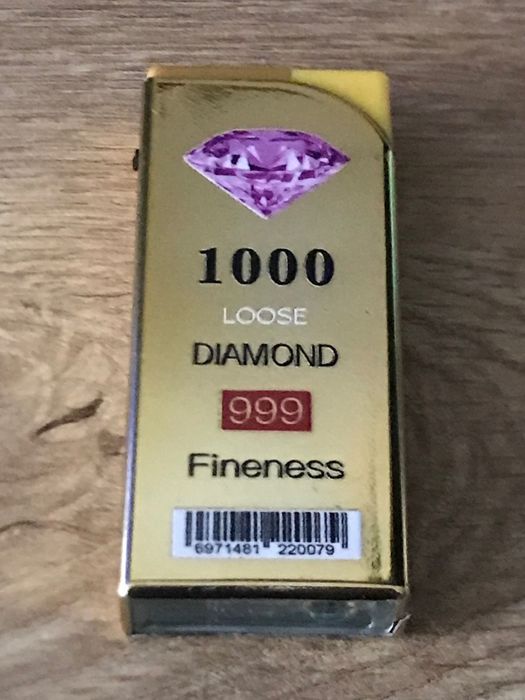 1000
LOOSE
DIAMOND
999
Fineness
6971481 220079